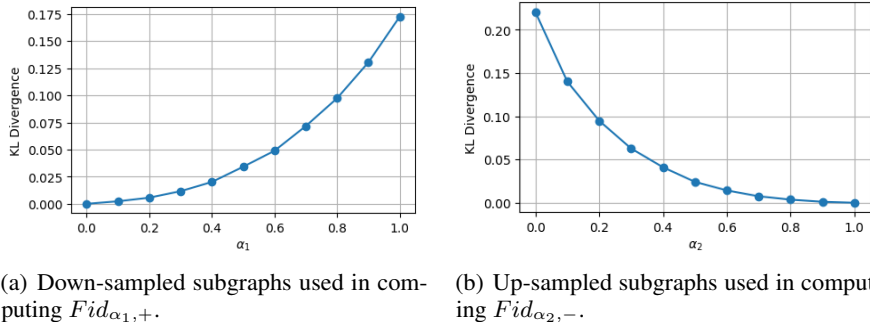 0.175
0.150
0.125
0.100
0.075
0.050
0.025
0.000
KL Divergence
0.0 0.2 0.4 0.6 0.8 1.0
α1
0.20
0.15
0.10
0.05
0.00
KL Divergence
0.0 0.2 0.4 0.6 0.8 1.0
α2
(a) Down-sampled subgraphs used in com-
puting Fidα1,+.
(b) Up-sampled subgraphs used in comput-
ing Fidα2,−.